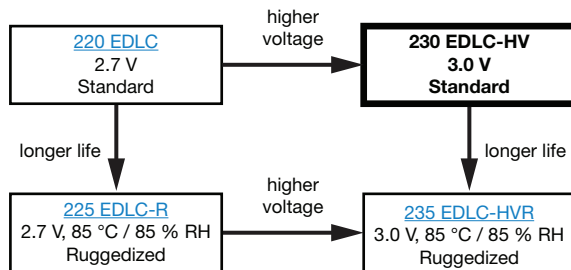 220 EDLC
2.7 V
Standard
higher
voltage
230 EDLC-HV
3.0 V
Standard
longer life
longer life
225 EDLC-R
2.7 V, 85 °C / 85 % RH
Ruggedized
higher
voltage
235 EDLC-HVR
3.0 V, 85 °C / 85 % RH
Ruggedized